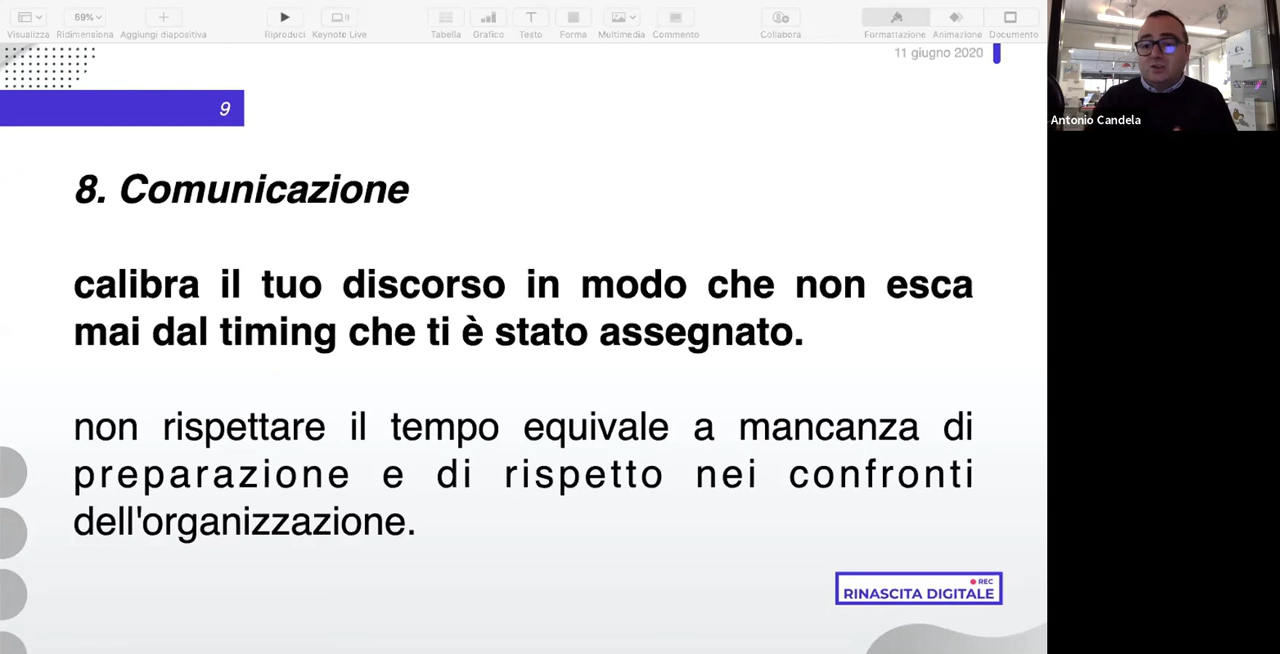 Visualizza
69%
Ridimensiona
Aggiungi diapositiva
Riproduci
Keynote Live
Tabella
Grafico
T
Testo
Forma
Multimedia
Commento
Collabora
Formattazione
Animazione
Documento
11 giugno 2020
Antonio Candela
9
8. Comunicazione
calibra il tuo discorso in modo che non esca
mai dal timing che ti è stato assegnato.
non rispettare il tempo equivale a mancanza di
preparazione e di rispetto nei confronti
dell'organizzazione.
REC
RINASCITA DIGITALE